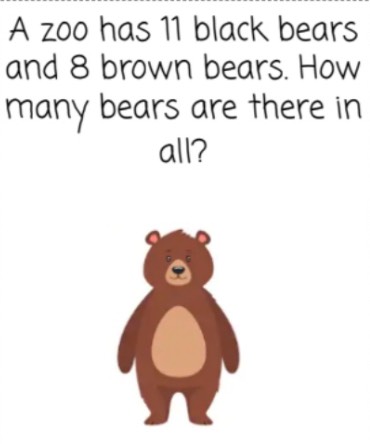 A zoo has 11 black bears
and 8 brown bears. How
many bears are there in
all?